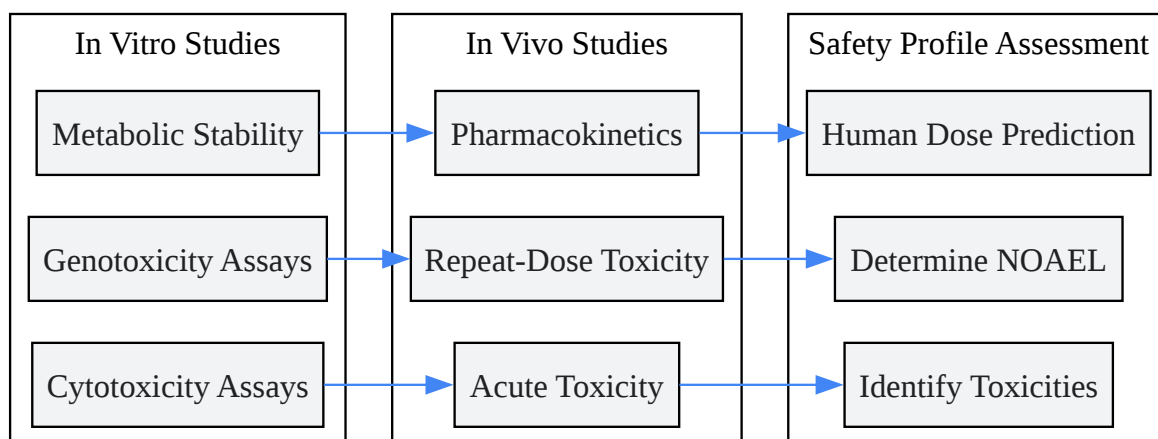 In Vitro Studies
Metabolic Stability
Genotoxicity Assays
Cytotoxicity Assays
In Vivo Studies
Pharmacokinetics
Repeat-Dose Toxicity
Acute Toxicity
Safety Profile Assessment
Human Dose Prediction
Determine NOAEL
Identify Toxicities